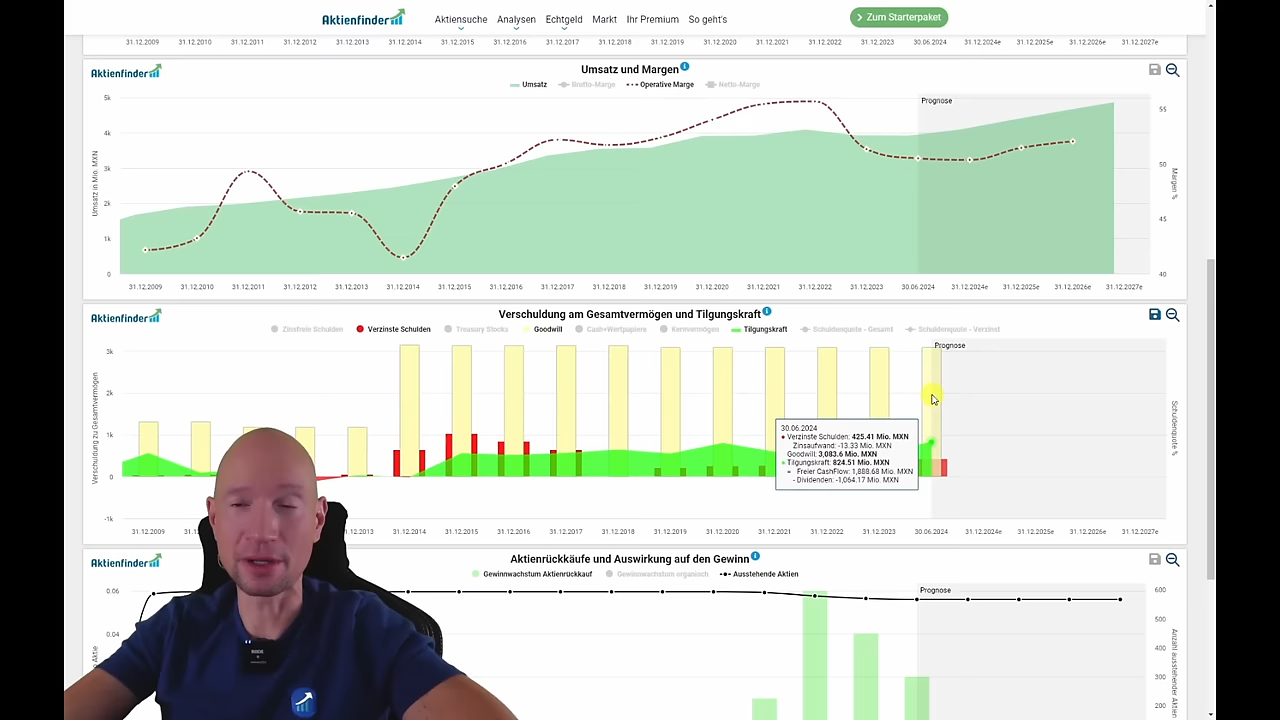 Aktienfinder
Aktiensuche Analysen Echtgeld Markt Ihr Premium So geht's
Zum Starterpaket
31.12.2009 31.12.2010 31.12.2011 31.12.2012 31.12.2013 31.12.2014 31.12.2015 31.12.2016 31.12.2017 31.12.2018 31.12.2019 31.12.2020 31.12.2021 31.12.2022 31.12.2023 30.06.2024 31.12.2024e 31.12.2025e 31.12.2026e 31.12.2027e
Aktienfinder
Umsatz und Margen
Umsatz Brutto-Marge Operative Marge Netto-Marge
Umsatz in Mio. MXN
5k
4k
3k
2k
1k
0
Prognose
55
50
45
40
Margen %
31.12.2009 31.12.2010 31.12.2011 31.12.2012 31.12.2013 31.12.2014 31.12.2015 31.12.2016 31.12.2017 31.12.2018 31.12.2019 31.12.2020 31.12.2021 31.12.2022 31.12.2023 30.06.2024 31.12.2024e 31.12.2025e 31.12.2026e 31.12.2027e
Aktienfinder
Verschuldung am Gesamtvermögen und Tilgungskraft
Zinsfreie Schulden Verzinste Schulden Treasury Stocks Goodwill Cash+Wertpapiere Kernvermögen Tilgungskraft Schuldenquote - Gesamt Schuldenquote - Verzinst
Verschuldung zu Gesamtvermögen
3k
2k
1k
0
-1k
Prognose
Schuldenquote %
30.06.2024
Verzinste Schulden: 425.41 Mio. MXN
Zinsaufwand: -13.33 Mio. MXN
Goodwill: 3,083.6 Mio. MXN
Tilgungskraft: 824.51 Mio. MXN
= Freier CashFlow: 1,888.68 Mio. MXN
- Dividenden: -1,064.17 Mio. MXN
31.12.2009 31.12.2010 31.12.2011 31.12.2012 .12.2013 31.12.2014 31.12.2015 31.12.2016 31.12.2017 31.12.2018 31.12.2019 31.12.2020 31.12.2021 31.12.2022 31.12.2023 30.06.2024 31.12.2024e 31.12.2025e 31.12.2026e 31.12.2027e
Aktienfinder
Aktienrückkäufe und Auswirkung auf den Gewinn
Gewinnwachstum Aktienrückkauf Gewinnwachstum organisch Ausstehende Aktien
0.06
0.04
Aktie
Prognose
600
500
400
300
200
Anzahl ausstehender Aktien